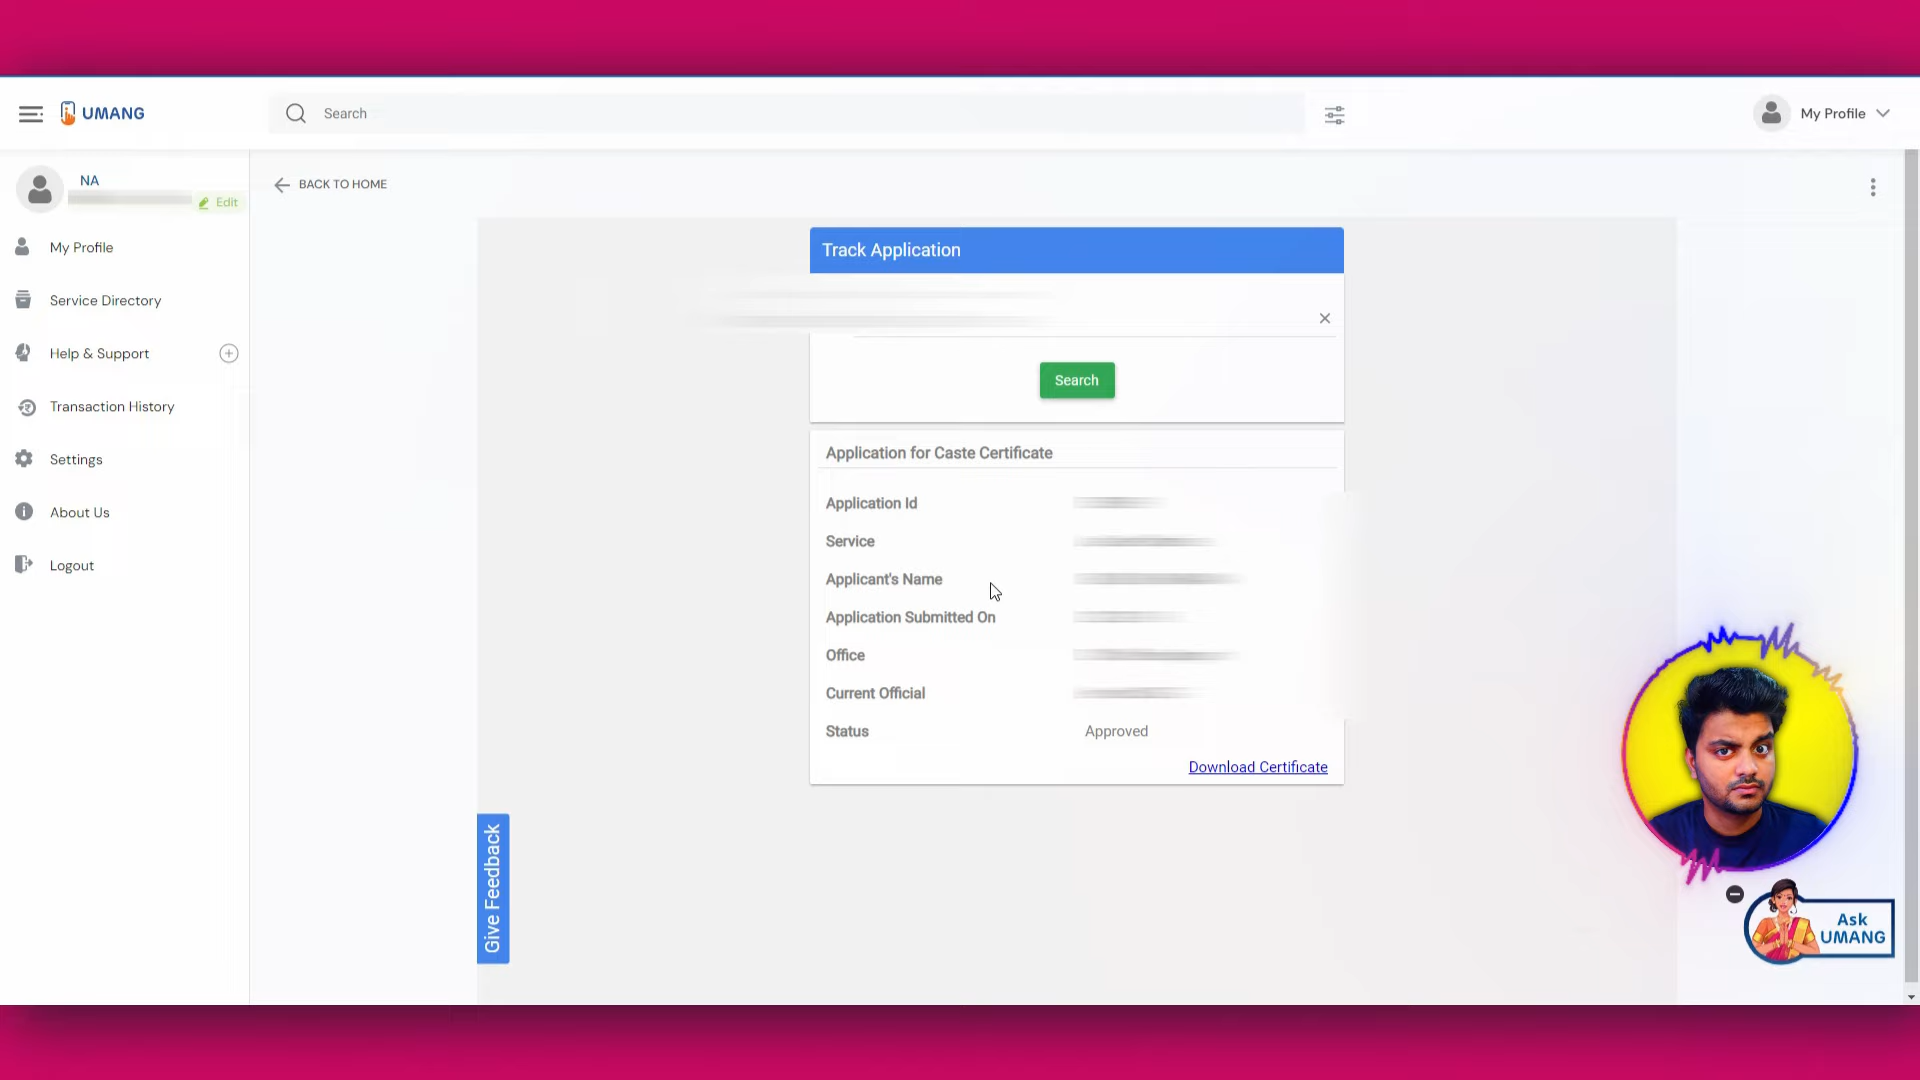 UMANG
Search
My Profile
NA
Edit
BACK TO HOME
My Profile
Service Directory
Help & Support
Transaction History
Settings
About Us
Logout
Track Application
Search
Application for Caste Certificate
Application Id
Service
Applicant's Name
Application Submitted On
Office
Current Official
Status Approved
Download Certificate
Give Feedback
Ask
UMANG